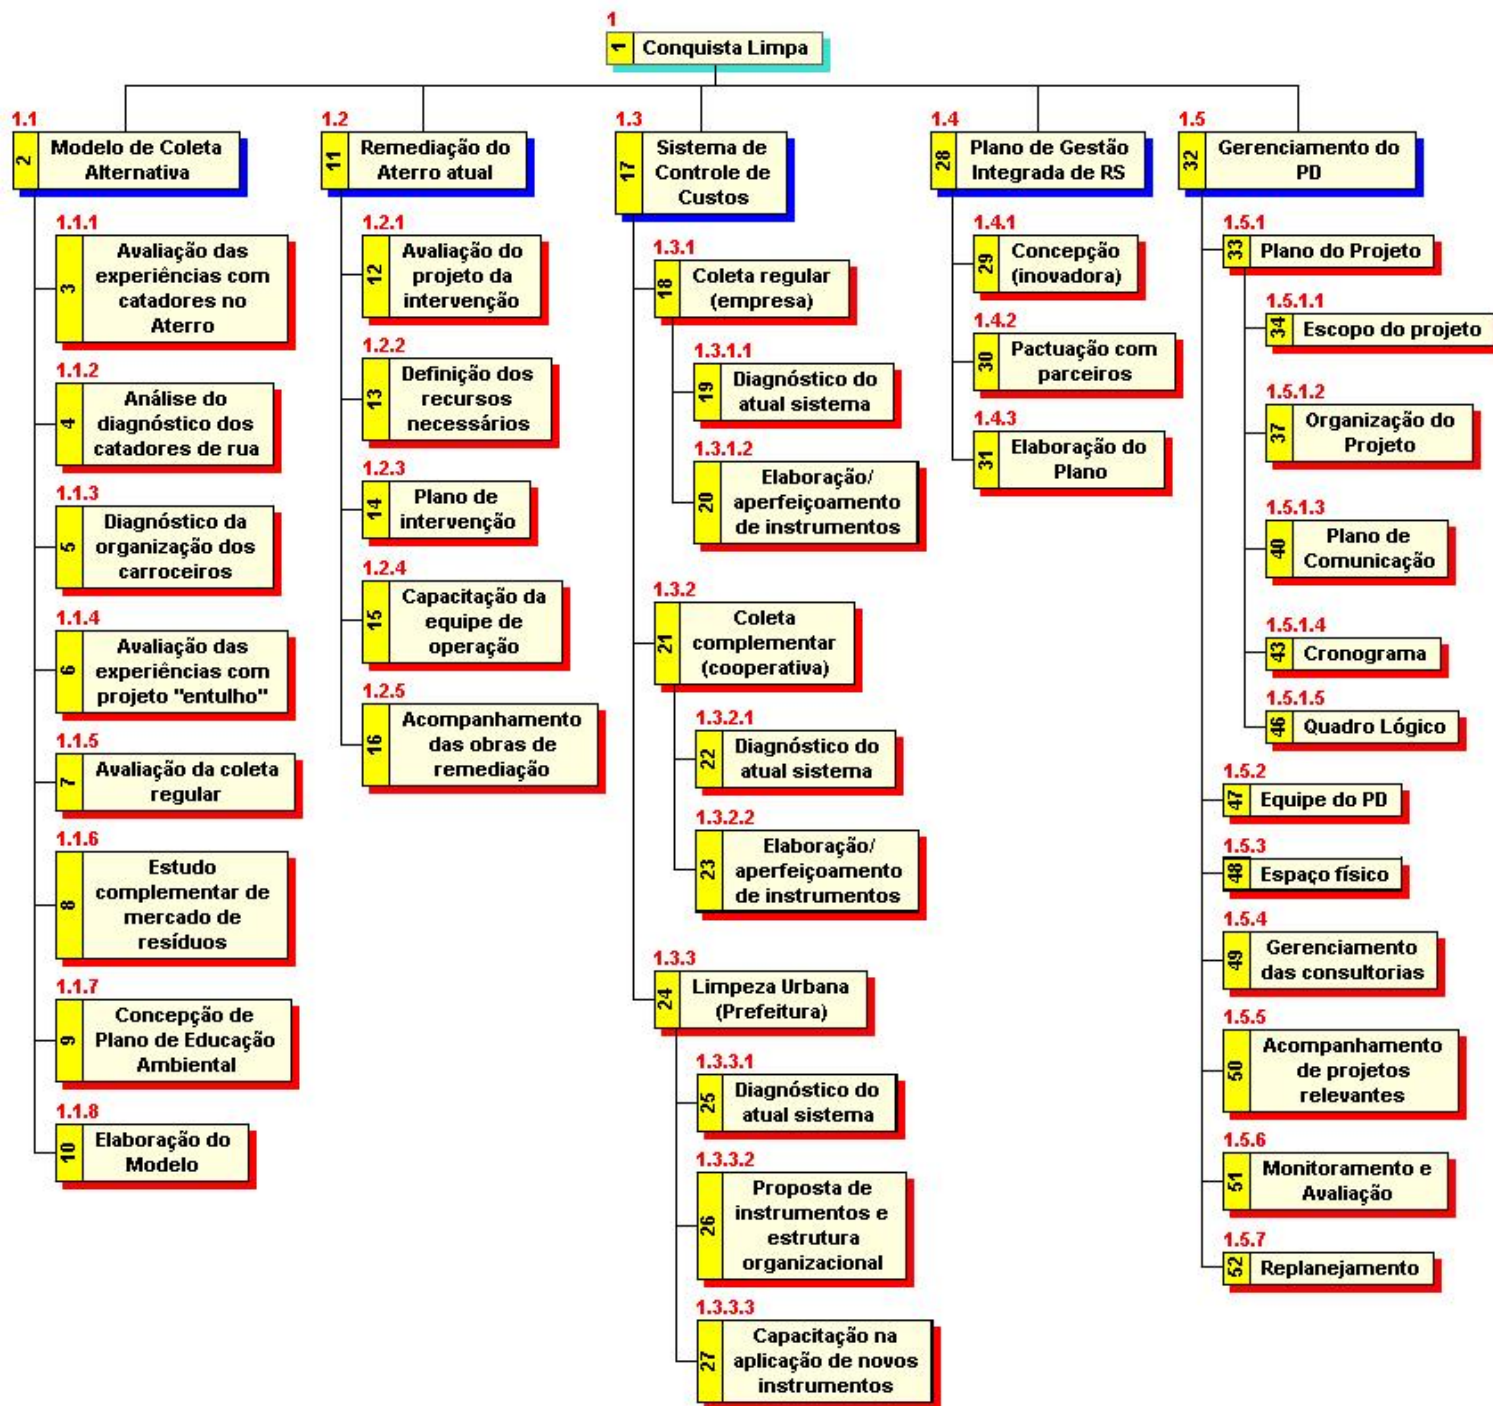 1
1
Conquista Limpa
1.1
2
Modelo de Coleta
Alternativa
1.1.1
3
Avaliação das
experiências com
catadores no
Aterro
1.1.2
4
Análise do
diagnóstico dos
catadores de rua
1.1.3
5
Diagnóstico da
organização dos
carroceiros
1.1.4
6
Avaliação das
experiências com
projeto "entulho"
1.1.5
7
Avaliação da coleta
regular
1.1.6
8
Estudo
complementar de
mercado de
resíduos
1.1.7
9
Concepção de
Plano de Educação
Ambiental
1.1.8
10
Elaboração do
Modelo
1.2
11
Remediação do
Aterro atual
1.2.1
12
Avaliação do
projeto da
intervenção
1.2.2
13
Definição dos
recursos
necessários
1.2.3
14
Plano de
intervenção
1.2.4
15
Capacitação da
equipe de
operação
1.2.5
16
Acompanhamento
das obras de
remediação
1.3
17
Sistema de
Controle de
Custos
1.3.1
18
Coleta regular
(empresa)
1.3.1.1
19
Diagnóstico do
atual sistema
1.3.1.2
20
Elaboração/
aperfeiçoamento
de instrumentos
1.3.2
21
Coleta
complementar
(cooperativa)
1.3.2.1
22
Diagnóstico do
atual sistema
1.3.2.2
23
Elaboração/
aperfeiçoamento
de instrumentos
1.3.3
24
Limpeza Urbana
(Prefeitura)
1.3.3.1
25
Diagnóstico do
atual sistema
1.3.3.2
26
Proposta de
instrumentos e
estrutura
organizacional
1.3.3.3
27
Capacitação na
aplicação de novos
instrumentos
1.4
28
Plano de Gestão
Integrada de RS
1.4.1
29
Concepção
(inovadora)
1.4.2
30
Pactuação com
parceiros
1.4.3
31
Elaboração do
Plano
1.5
32
Gerenciamento do
PD
1.5.1
33
Plano do Projeto
1.5.1.1
34
Escopo do projeto
1.5.1.2
37
Organização do
Projeto
1.5.1.3
40
Plano de
Comunicação
1.5.1.4
43
Cronograma
1.5.1.5
46
Quadro Lógico
1.5.2
47
Equipe do PD
1.5.3
48
Espaço físico
1.5.4
49
Gerenciamento
das consultorias
1.5.5
50
Acompanhamento
de projetos
relevantes
1.5.6
51
Monitoramento e
Avaliação
1.5.7
52
Replanejamento